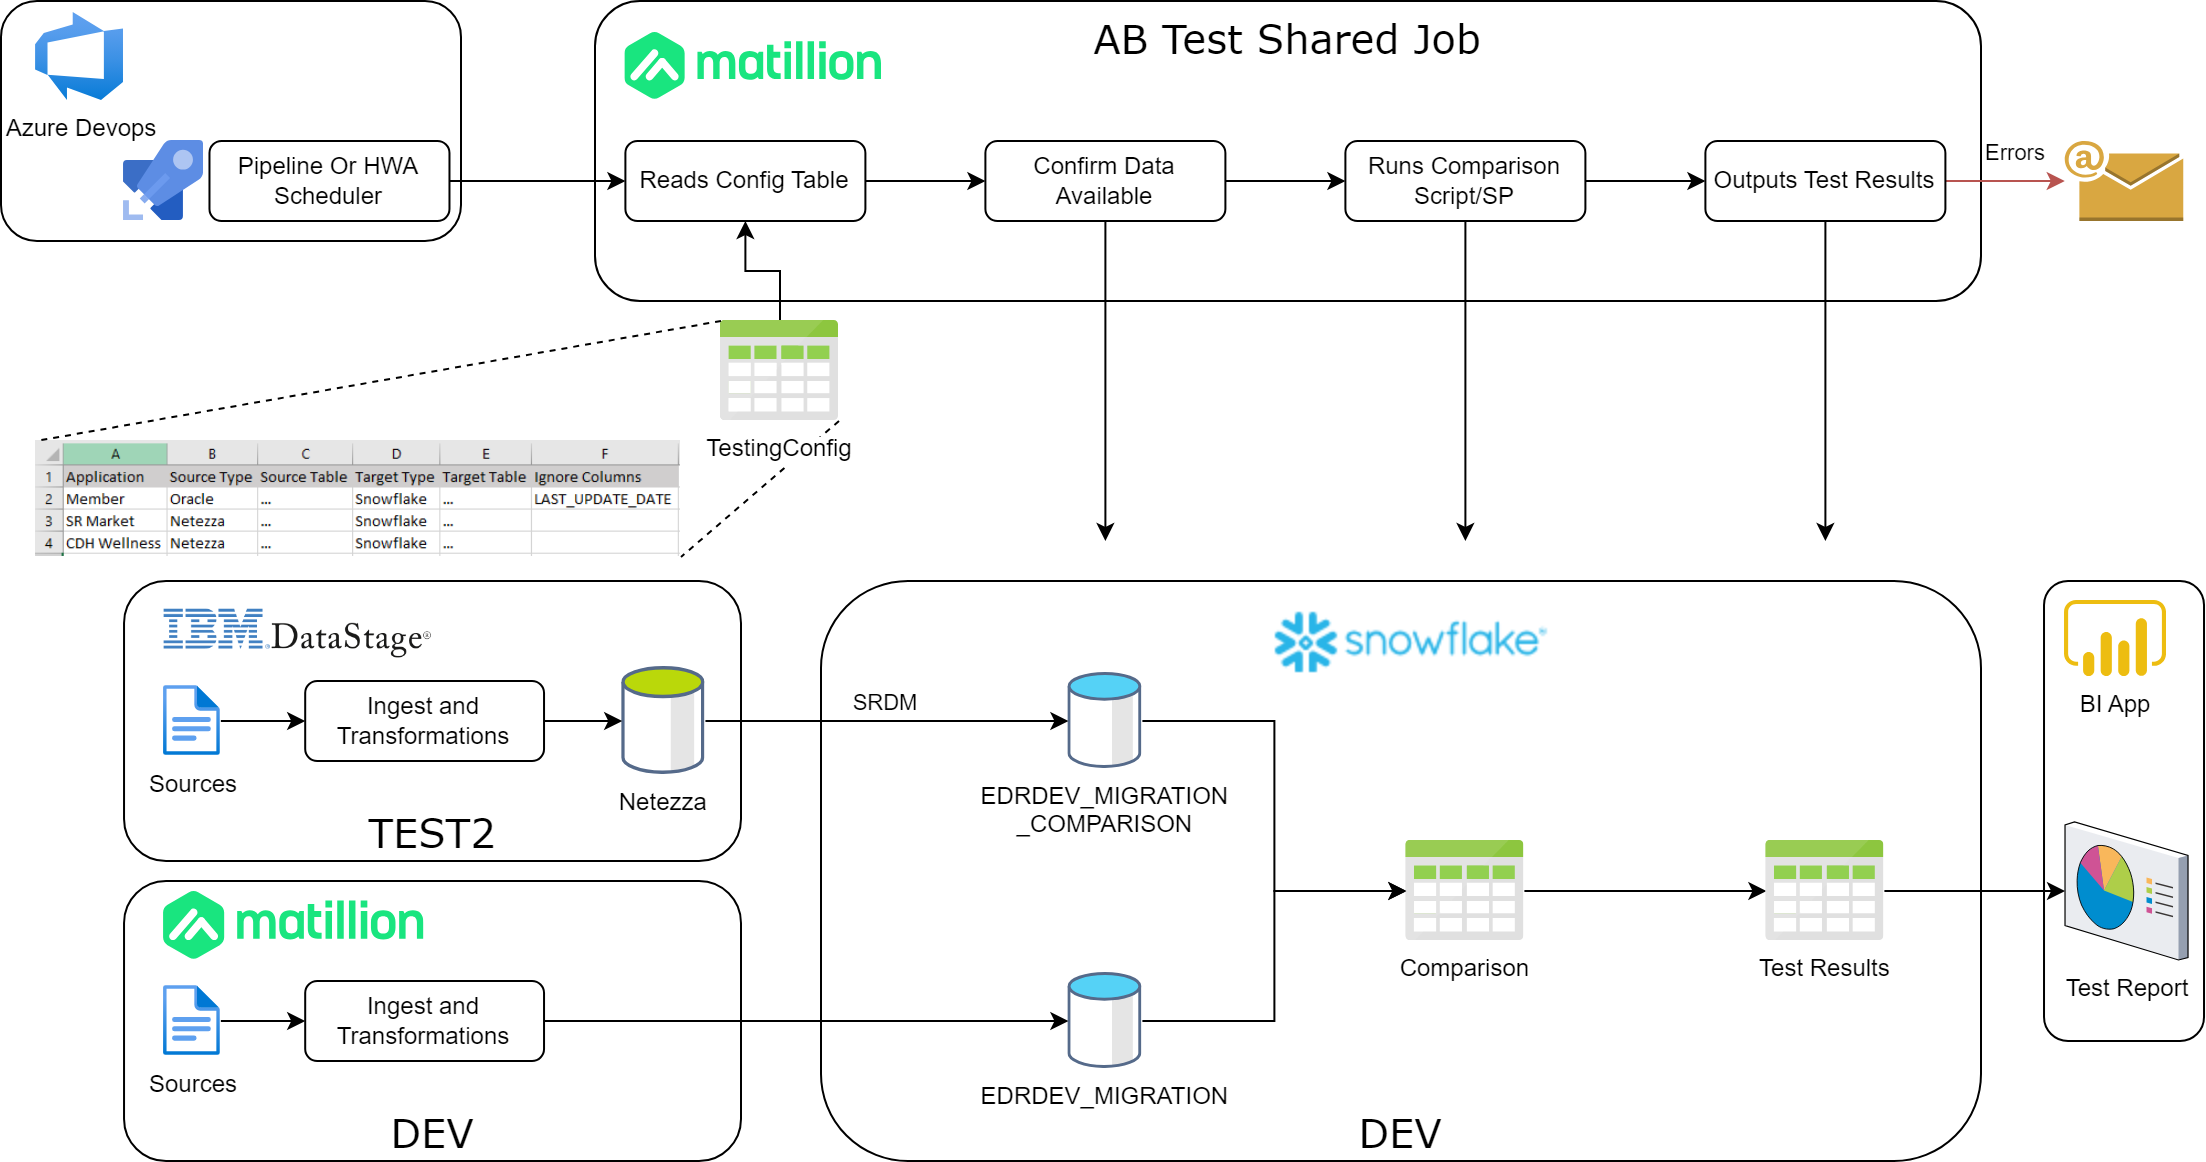 Azure Devops
Pipeline Or HWA
Scheduler
matillion
AB Test Shared Job
Reads Config Table
Confirm Data
Available
Runs Comparison
Script/SP
Outputs Test Results
Errors
@
TestingConfig
A B C D E F
1 Application Source Type Source Table Target Type Target Table Ignore Columns
2 Member Oracle ... Snowflake ... LAST_UPDATE_DATE
3 SR Market Netezza ... Snowflake ...
4 CDH Wellness Netezza ... Snowflake ...
IBM DataStage®
Sources
Ingest and
Transformations
Netezza
TEST2
matillion
Sources
Ingest and
Transformations
DEV
snowflake®
SRDM
EDRDEV_MIGRATION
_COMPARISON
EDRDEV_MIGRATION
Comparison
Test Results
DEV
BI App
Test Report